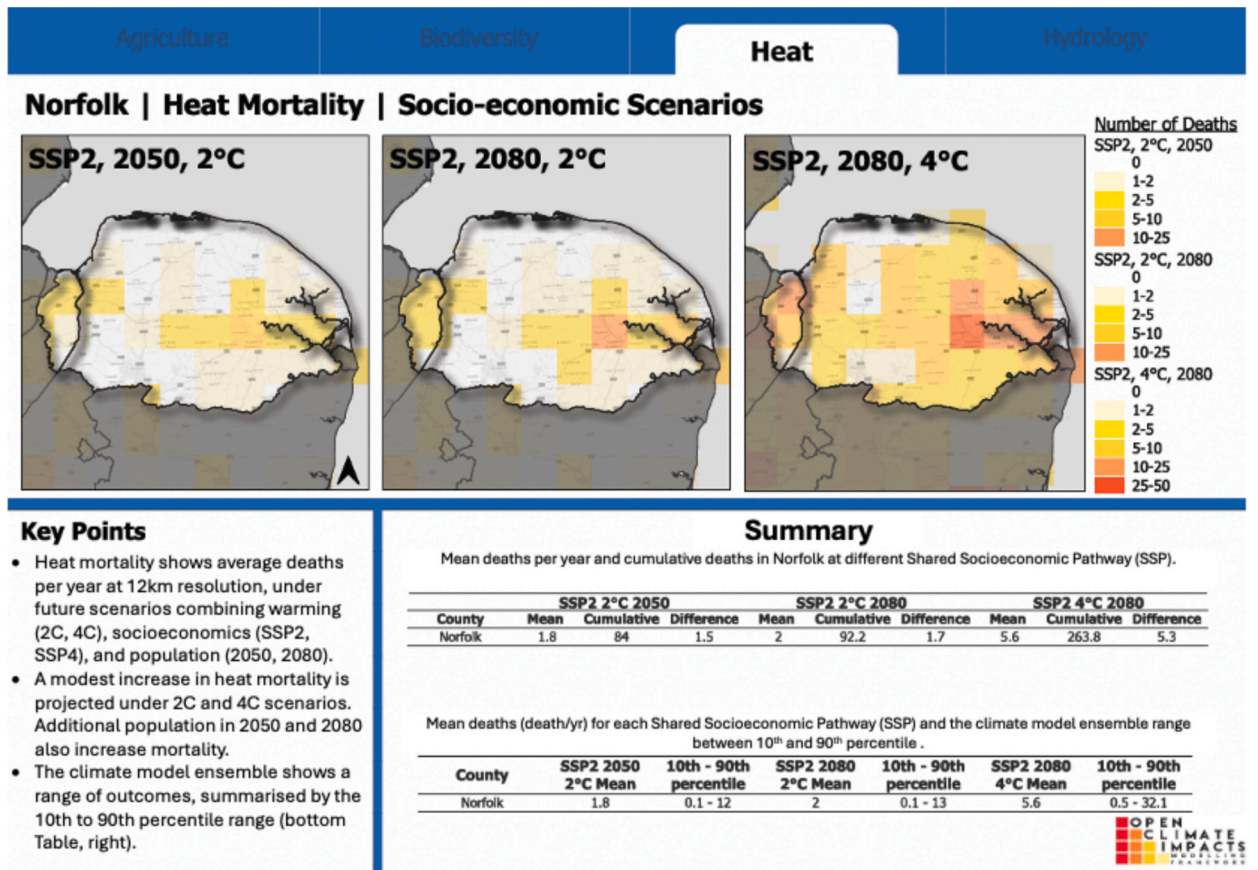 Agriculture
Biodiversity
Heat
Hydrology
Norfolk | Heat Mortality | Socio-economic Scenarios
SSP2, 2050, 2°C
SSP2, 2080, 2°C
SSP2, 2080, 4°C
Number of Deaths
SSP2, 2°C, 2050
0
1-2
2-5
5-10
10-25
SSP2, 2°C, 2080
0
1-2
2-5
5-10
10-25
SSP2, 4°C, 2080
0
1-2
2-5
5-10
10-25
25-50
Key Points
• Heat mortality shows average deaths
per year at 12km resolution, under
future scenarios combining warming
(2C, 4C), socioeconomics (SSP2,
SSP4), and population (2050, 2080).
• A modest increase in heat mortality is
projected under 2C and 4C scenarios.
Additional population in 2050 and 2080
also increase mortality.
• The climate model ensemble shows a
range of outcomes, summarised by the
10th to 90th percentile range (bottom
Table, right).
Summary
Mean deaths per year and cumulative deaths in Norfolk at different Shared Socioeconomic Pathway (SSP).
SSP2 2°C 2050 SSP2 2°C 2080 SSP2 4°C 2080
County Mean Cumulative Difference Mean Cumulative Difference Mean Cumulative Difference
Norfolk 1.8 84 1.5 2 92.2 1.7 5.6 263.8 5.3
Mean deaths (death/yr) for each Shared Socioeconomic Pathway (SSP) and the climate model ensemble range
between 10th and 90th percentile .
County SSP2 2050 10th - 90th SSP2 2080 10th - 90th SSP2 2080 10th - 90th
2°C Mean percentile 2°C Mean percentile 4°C Mean percentile
Norfolk 1.8 0.1 - 12 2 0.1 - 13 5.6 0.5 - 32.1
OPEN
CLIMATE
IMPACTS
MODELLING
FRAMEWORK